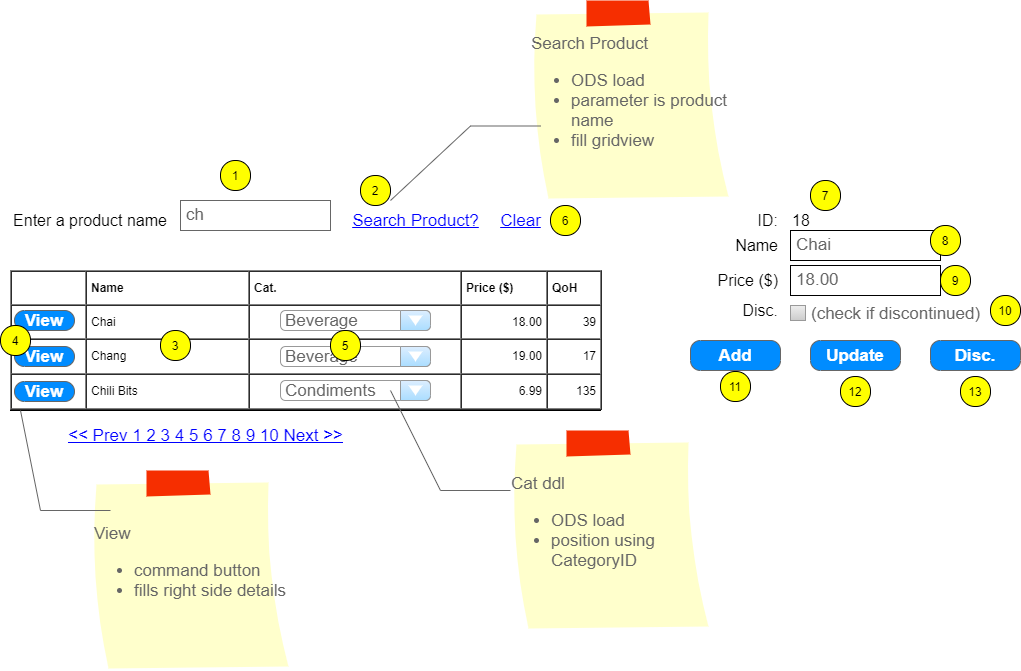 Search Product
• ODS load
• parameter is product
name
• fill gridview
1
2
7
Enter a product name ch Search Product? Clear 6
ID: 18
Name Chai 8
Price ($) 18.00 9
Disc. (check if discontinued) 10
Name Cat. Price ($) QoH
View Chai Beverage 18.00 39
4 View Chang 3 Beverage 5 19.00 17
View Chili Bits Condiments 6.99 135
Add Update Disc.
11 12 13
<< Prev 1 2 3 4 5 6 7 8 9 10 Next >>
Cat ddl
• ODS load
• position using
CategoryID
View
• command button
• fills right side details